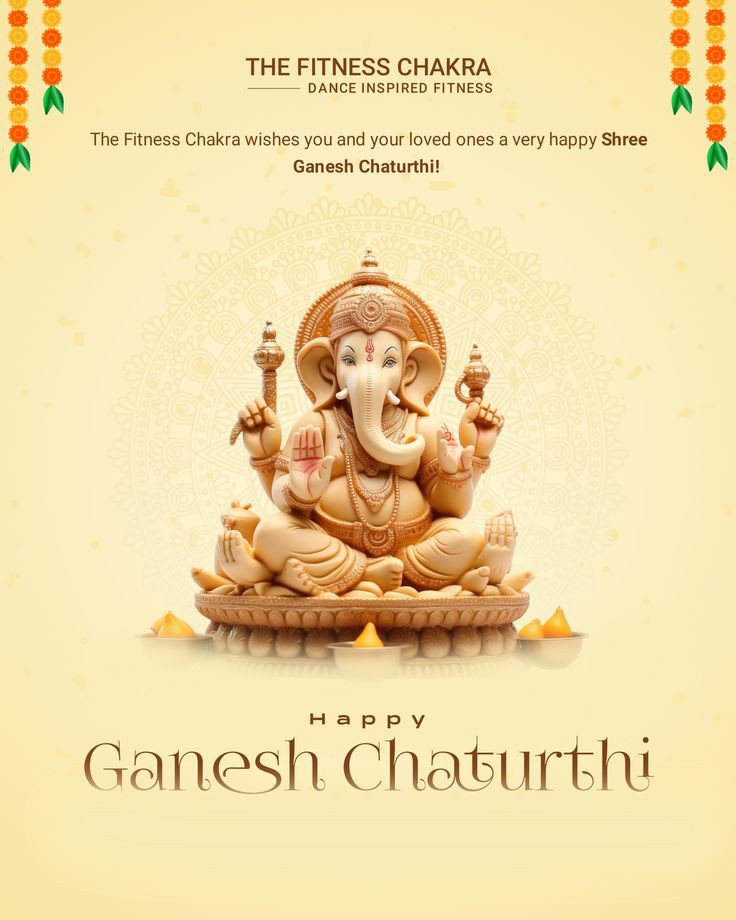 THE FITNESS CHAKRA
DANCE INSPIRED FITNESS
The Fitness Chakra wishes you and your loved ones a very happy Shree
Ganesh Chaturthi!
Happy
Ganesh Chaturthi